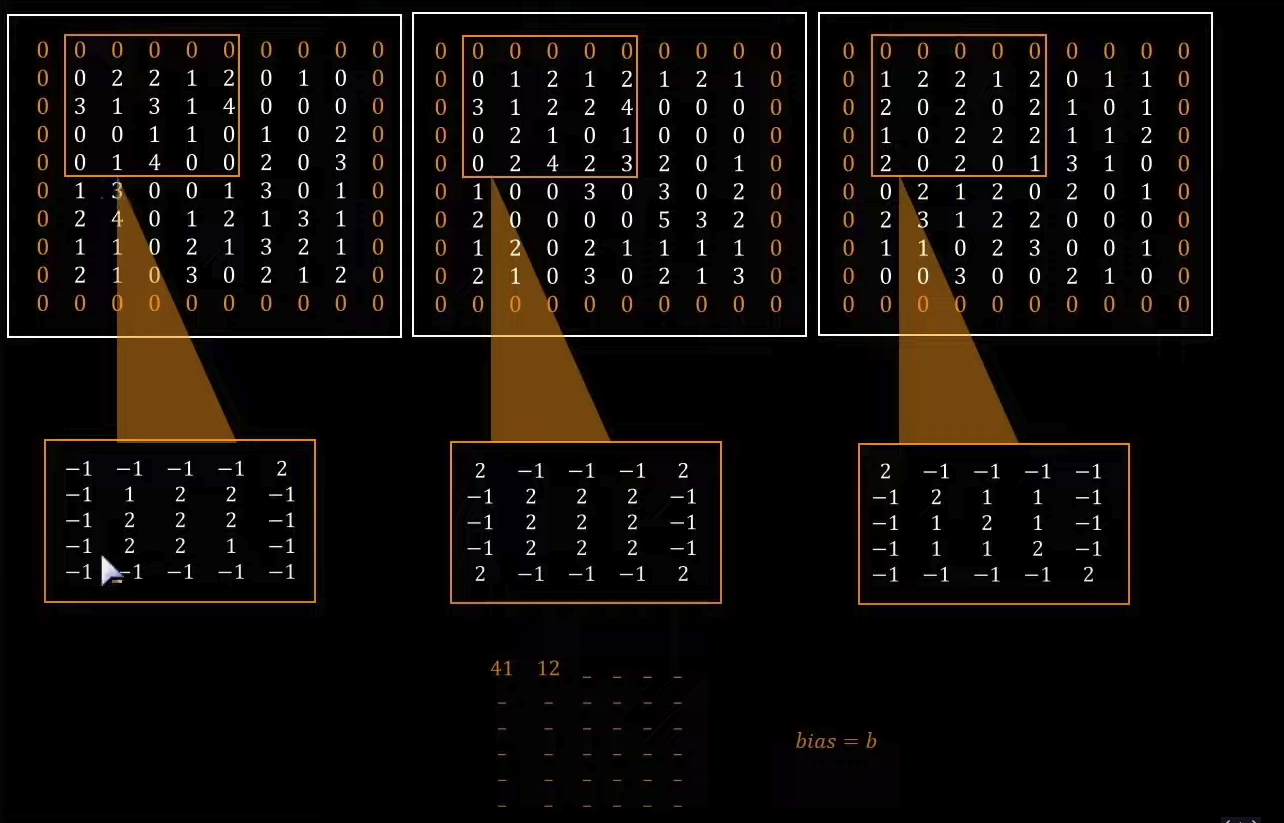 0 0 0 0 0 0 0 0 0 0
0 0 2 2 1 2 0 1 0 0
0 3 1 3 1 4 0 0 0 0
0 0 0 1 1 0 1 0 2 0
0 0 1 4 0 0 2 0 3 0
0 1 3 0 0 1 3 0 1 0
0 2 4 0 1 2 1 3 1 0
0 1 1 0 2 1 3 2 1 0
0 2 1 0 3 0 2 1 2 0
0 0 0 0 0 0 0 0 0 0
0 0 0 0 0 0 0 0 0 0
0 0 1 2 1 2 1 2 1 0
0 3 1 2 2 4 0 0 0 0
0 0 2 1 0 1 0 0 0 0
0 0 2 4 2 3 2 0 1 0
0 1 0 0 3 0 3 0 2 0
0 2 0 0 0 0 5 3 2 0
0 1 2 0 2 1 1 1 1 0
0 2 1 0 3 0 2 1 3 0
0 0 0 0 0 0 0 0 0 0
0 0 0 0 0 0 0 0 0 0
0 1 2 2 1 2 0 1 1 0
0 2 0 2 0 2 1 0 1 0
0 1 0 2 2 2 1 1 2 0
0 2 0 2 0 1 3 1 0 0
0 0 2 1 2 0 2 0 1 0
0 2 3 1 2 2 0 0 0 0
0 1 1 0 2 3 0 0 1 0
0 0 0 3 0 0 2 1 0 0
0 0 0 0 0 0 0 0 0 0
−1 −1 −1 −1 2
−1 1 2 2 −1
−1 2 2 2 −1
−1 2 2 1 −1
−1 −1 −1 −1 −1
2 −1 −1 −1 2
−1 2 2 2 −1
−1 2 2 2 −1
−1 2 2 2 −1
2 −1 −1 −1 2
2 −1 −1 −1 −1
−1 2 1 1 −1
−1 1 2 1 −1
−1 1 1 2 −1
−1 −1 −1 −1 2
41 12 _ _ _ _
_ _ _ _ _ _
_ _ _ _ _ _
_ _ _ _ _ _
_ _ _ _ _ _
_ _ _ _ _ _
bias = b